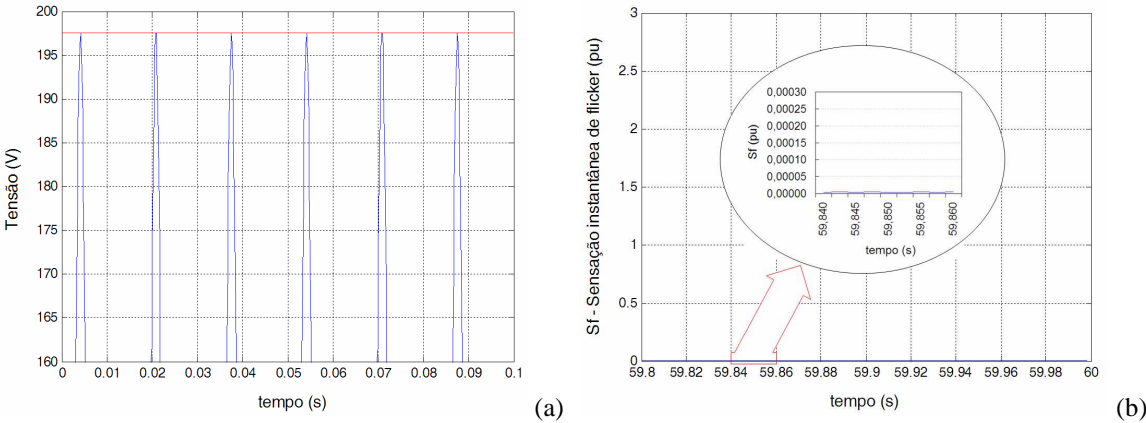 200
195
190
185
180
175
170
165
160
Tensão (V)
0 0.01 0.02 0.03 0.04 0.05 0.06 0.07 0.08 0.09 0.1
tempo (s)
(a)
3
2.5
2
1.5
1
0.5
0
Sf - Sensação instantânea de flicker (pu)
0,00030
0,00025
0,00020
0,00015
0,00010
0,00005
0,00000
Sf (pu)
59,840 59,845 59,850 59,855 59,860
tempo (s)
59.8 59.82 59.84 59.86 59.88 59.9 59.92 59.94 59.96 59.98 60
tempo (s)
(b)